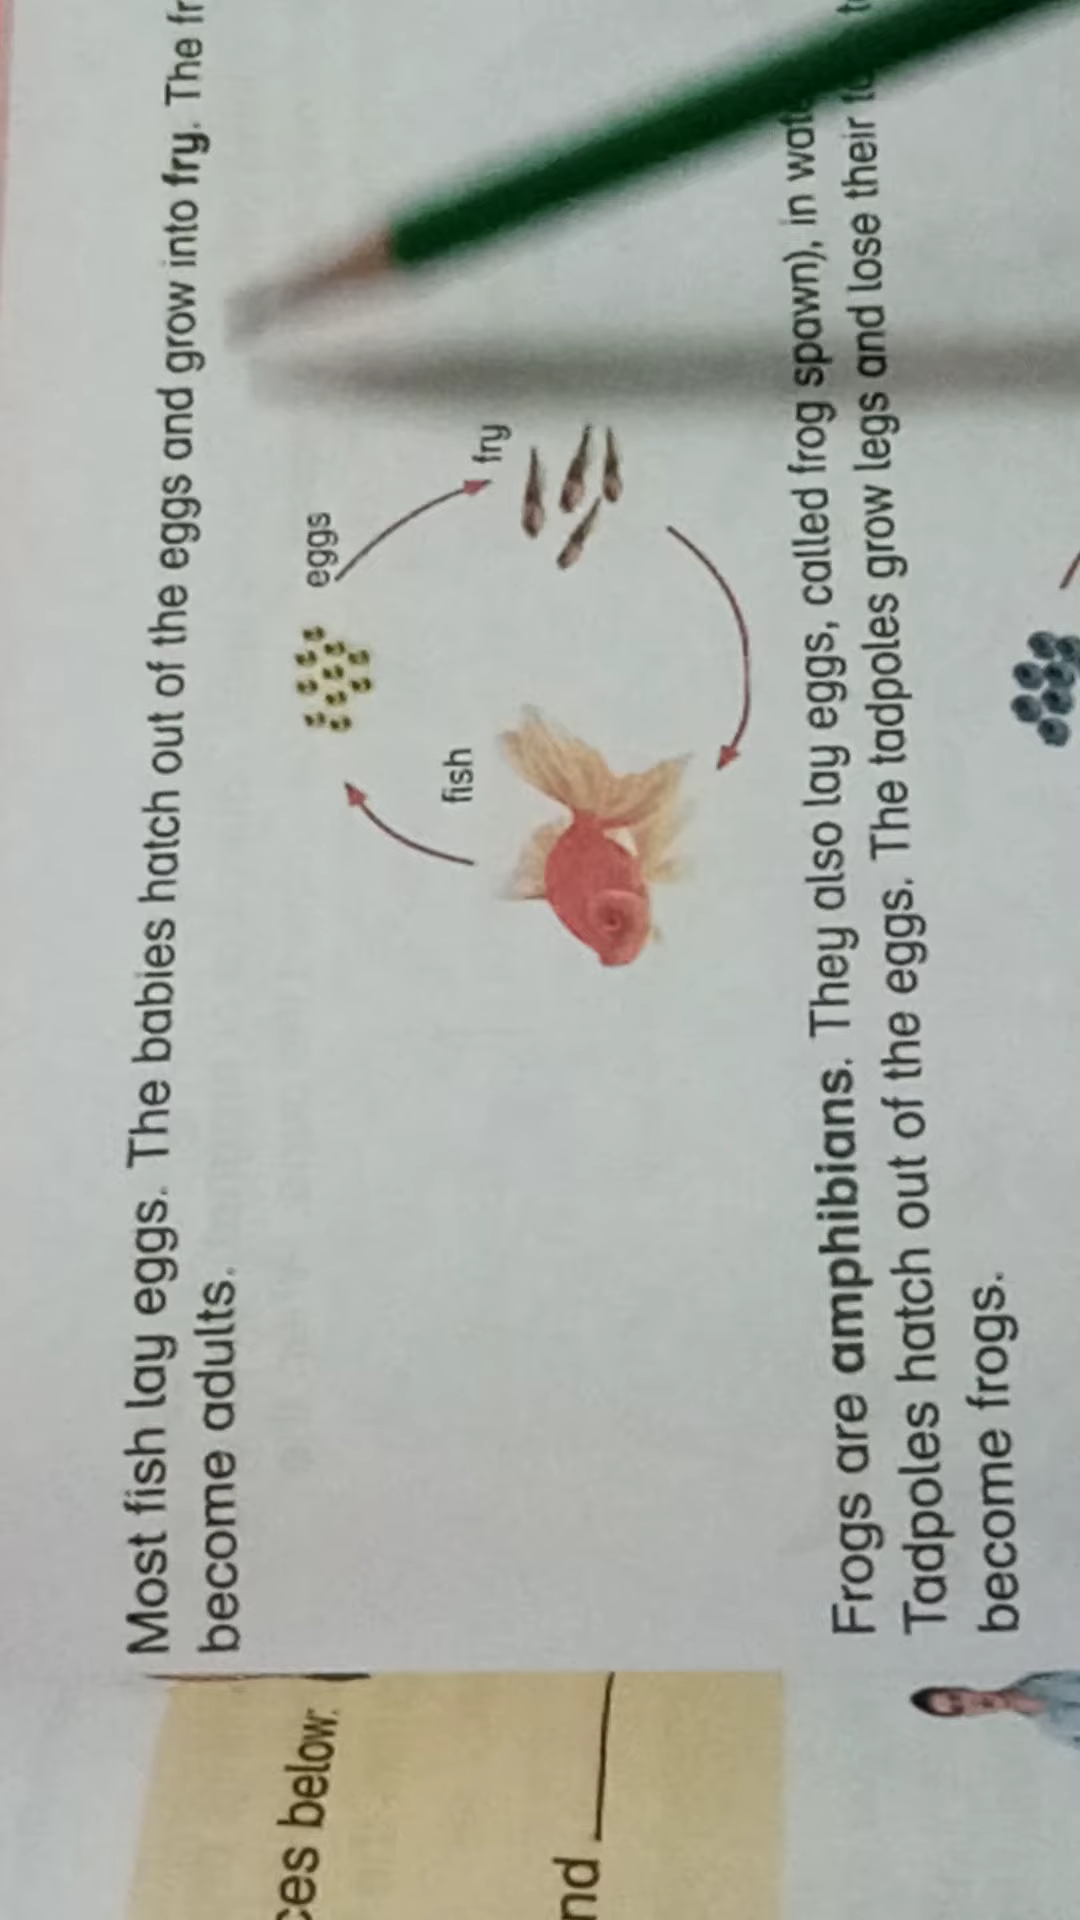 Most fish lay eggs. The babies hatch out of the eggs and grow into fry. The
become adults.
eggs
fry
fish
Frogs are amphibians. They also lay eggs, called frog spawn), in
Tadpoles hatch out of the eggs. The tadpoles grow legs and lose their
become frogs.
below.